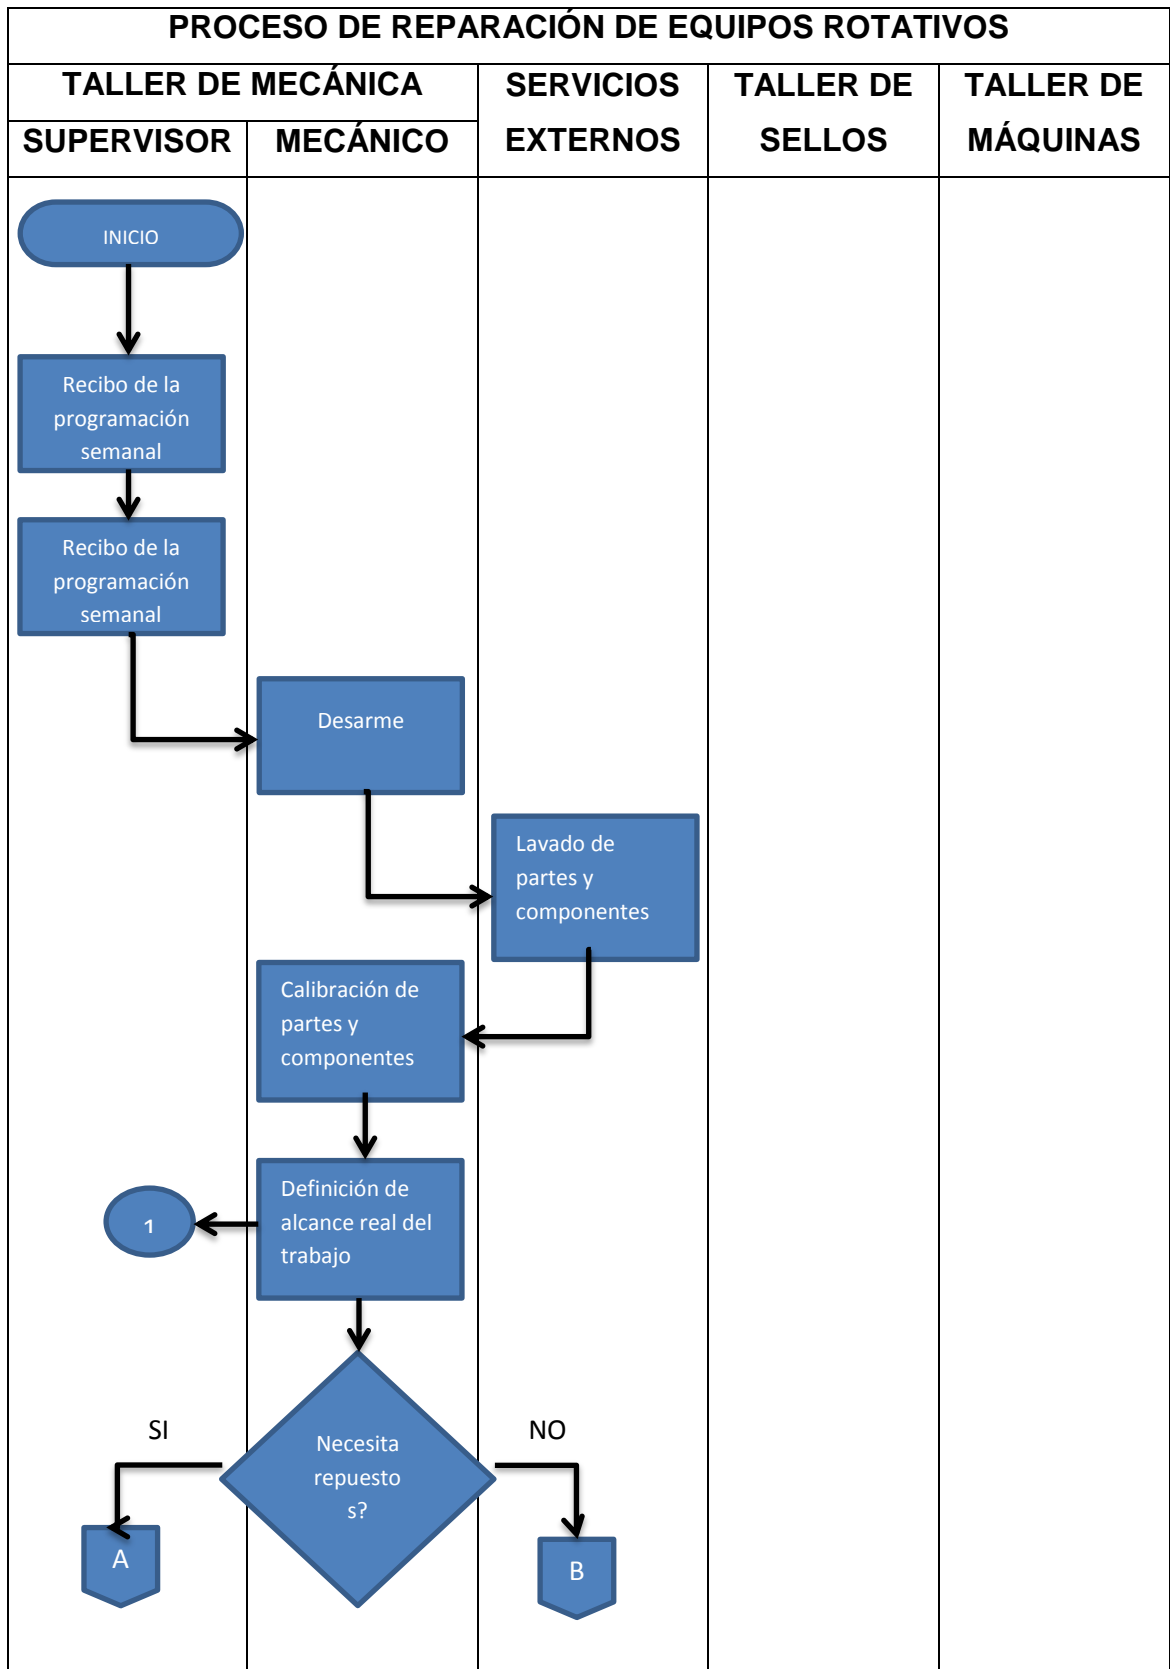 PROCESO DE REPARACIÓN DE EQUIPOS ROTATIVOS
TALLER DE MECÁNICA
SERVICIOS
EXTERNOS
TALLER DE
SELLOS
TALLER DE
MÁQUINAS
SUPERVISOR
MECÁNICO
INICIO
Recibo de la
programación
semanal
Recibo de la
programación
semanal
Desarme
Lavado de
partes y
componentes
Calibración de
partes y
componentes
Definición de
alcance real del
trabajo
1
Necesita
repuesto
s?
SI
NO
A
B